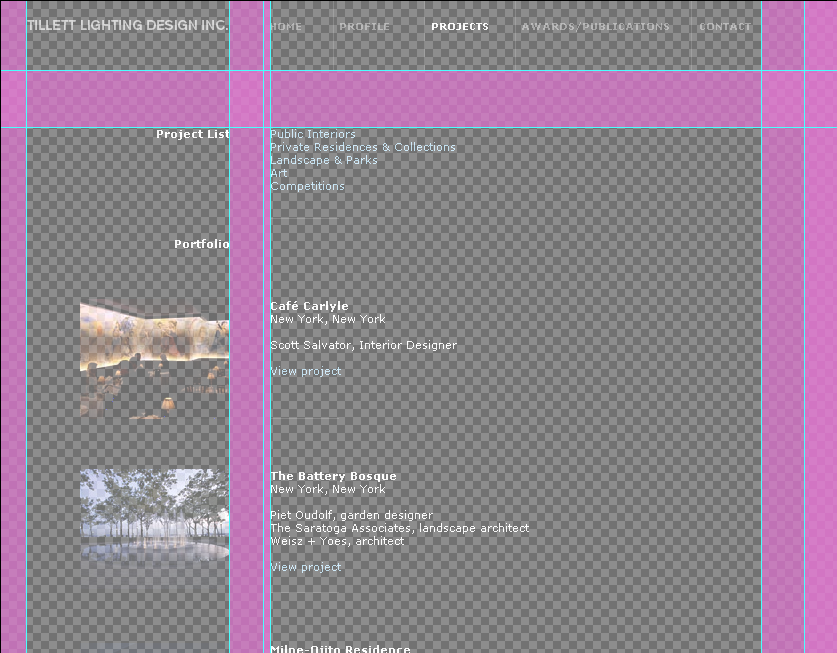 TILLETT LIGHTING DESIGN INC.
HOME PROFILE PROJECTS AWARDS/PUBLICATIONS CONTACT
Project List
Public Interiors
Private Residences & Collections
Landscape & Parks
Art
Competitions
Portfolio
Café Carlyle
New York, New York
Scott Salvator, Interior Designer
View project
The Battery Bosque
New York, New York
Piet Oudolf, garden designer
The Saratoga Associates, landscape architect
Weisz + Yoes, architect
View project
Residence